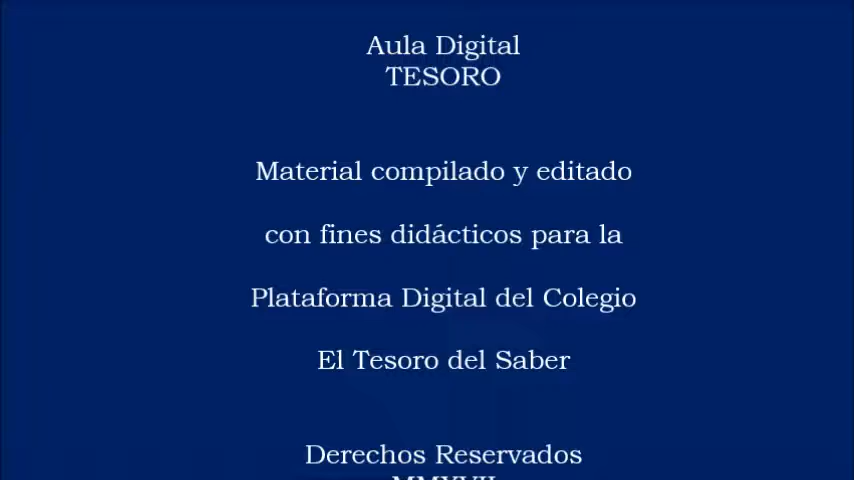 Aula Digital
TESORO
Material compilado y editado
con fines didácticos para la
Plataforma Digital del Colegio
El Tesoro del Saber
Derechos Reservados